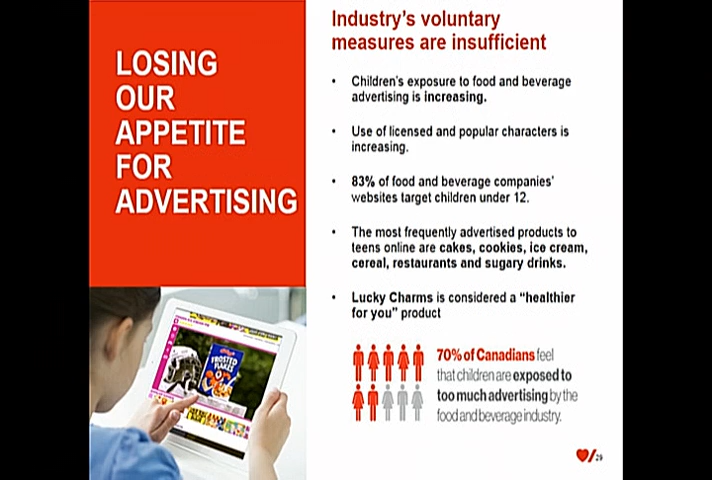 LOSING
OUR
APPETITE
FOR
ADVERTISING
Industry's voluntary
measures are insufficient
• Children's exposure to food and beverage
advertising is increasing.
• Use of licensed and popular characters is
increasing.
• 83% of food and beverage companies'
websites target children under 12.
• The most frequently advertised products to
teens online are cakes, cookies, ice cream,
cereal, restaurants and sugary drinks.
• Lucky Charms is considered a “healthier
for you” product
70% of Canadians feel
that children are exposed to
too much advertising by the
food and beverage industry.
FROSTED
FLAKES